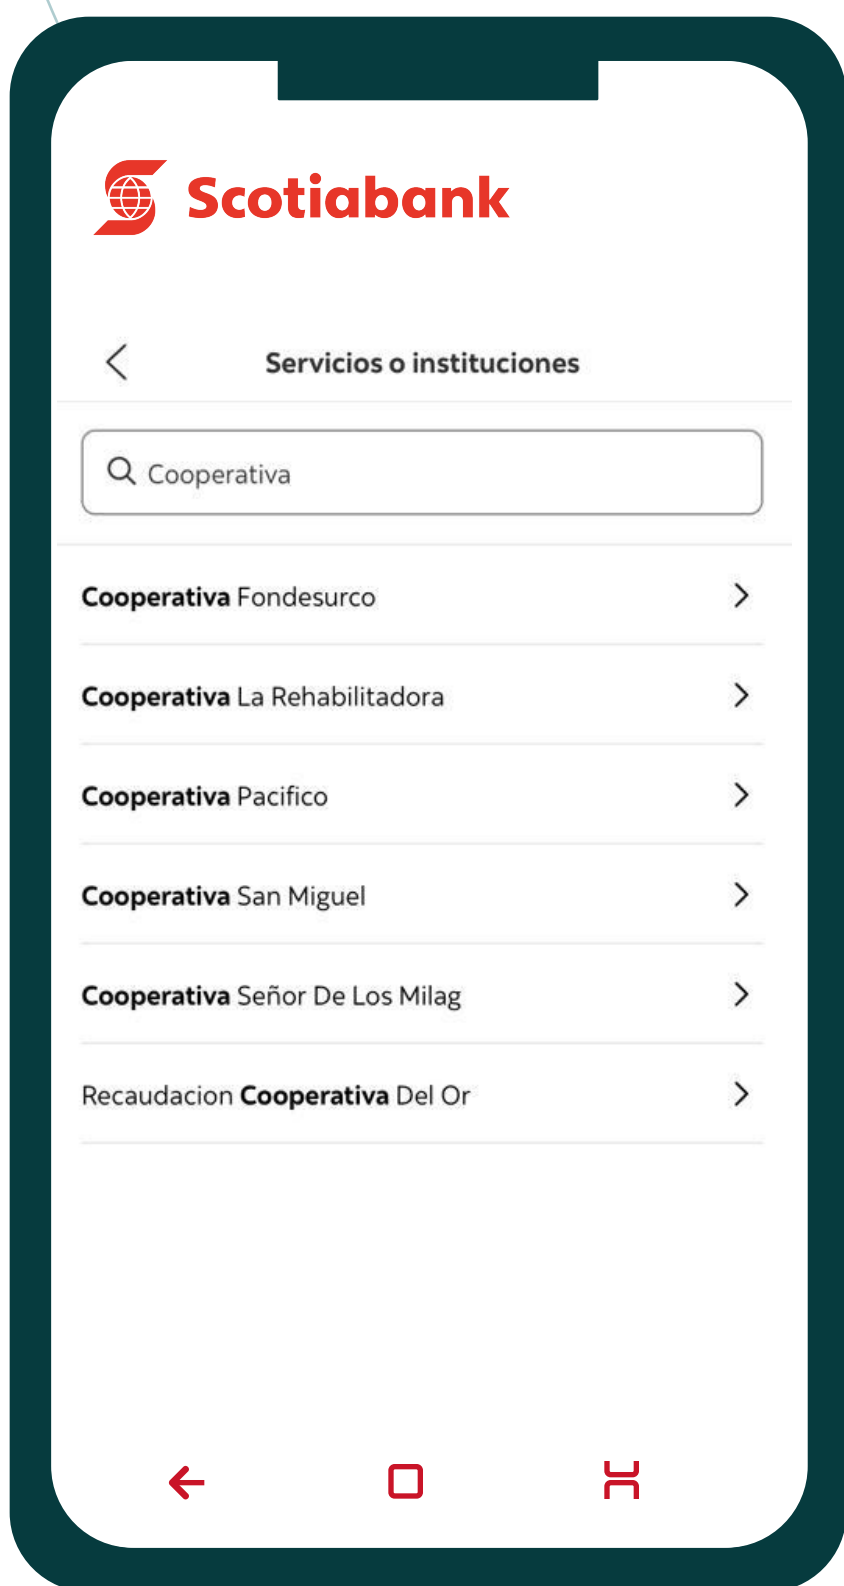 Scotiabank
Servicios o instituciones
Cooperativa
Cooperativa Fondesurco
Cooperativa La Rehabilitadora
Cooperativa Pacifico
Cooperativa San Miguel
Cooperativa Señor De Los Milag
Recaudacion Cooperativa Del Or